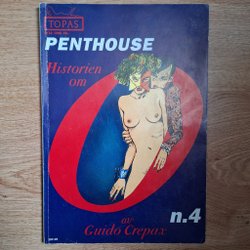 TOPAS
PENTHOUSE
Historien
om
O
av
Guido Crepax
n.4